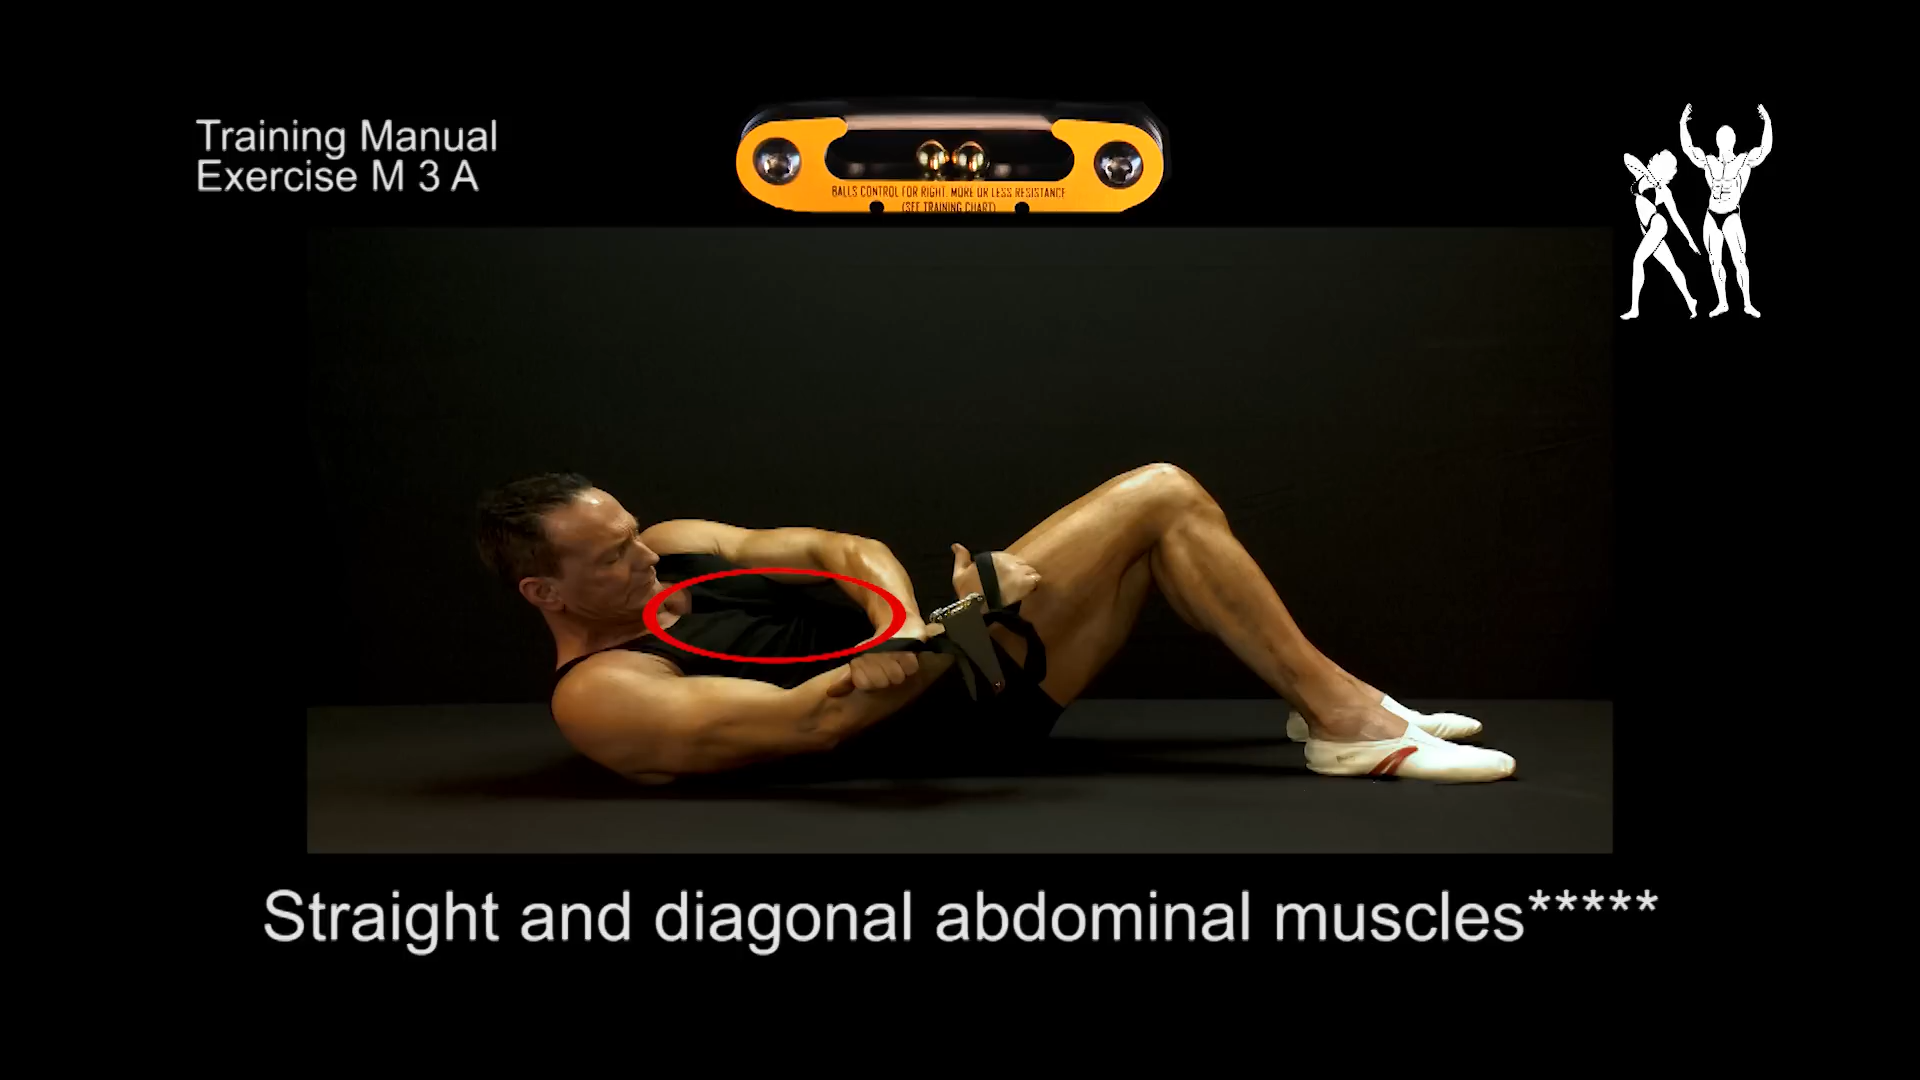 Training Manual
Exercise M 3 A
BALLS CONTROL FOR RIGHT MORE OR LESS RESISTANCE
(SEE TRAINING CHART)
Straight and diagonal abdominal muscles*****